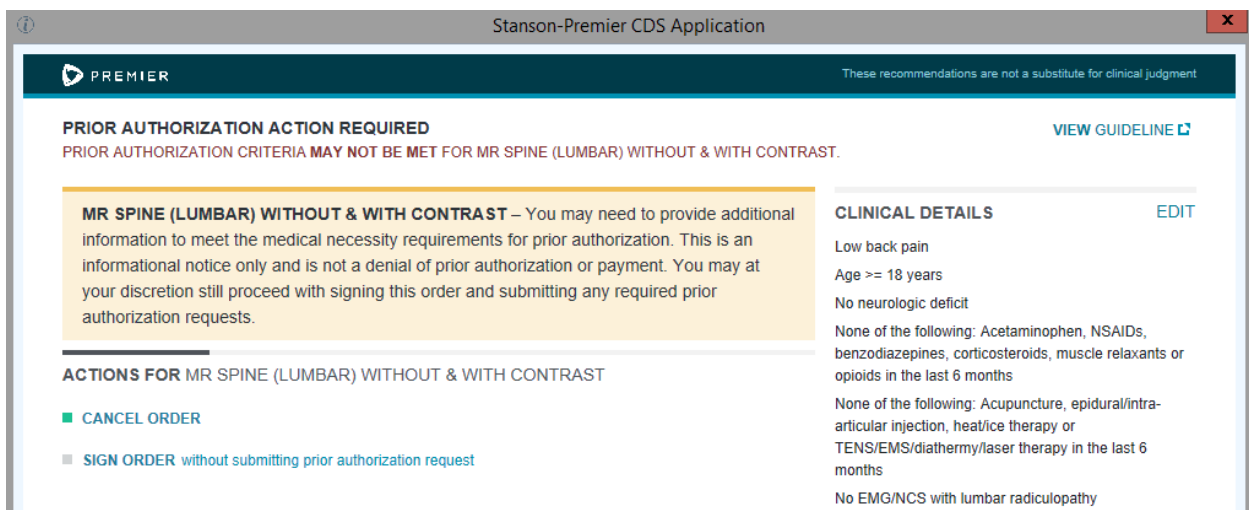 Stanson-Premier CDS Application
x
PREMIER
These recommendations are not a substitute for clinical judgment
PRIOR AUTHORIZATION ACTION REQUIRED
VIEW GUIDELINE
PRIOR AUTHORIZATION CRITERIA MAY NOT BE MET FOR MR SPINE (LUMBAR) WITHOUT & WITH CONTRAST.
MR SPINE (LUMBAR) WITHOUT & WITH CONTRAST – You may need to provide additional
information to meet the medical necessity requirements for prior authorization. This is an
informational notice only and is not a denial of prior authorization or payment. You may at
your discretion still proceed with signing this order and submitting any required prior
authorization requests.
ACTIONS FOR MR SPINE (LUMBAR) WITHOUT & WITH CONTRAST
CANCEL ORDER
SIGN ORDER without submitting prior authorization request
CLINICAL DETAILS
EDIT
Low back pain
Age >= 18 years
No neurologic deficit
None of the following: Acetaminophen, NSAIDs,
benzodiazepines, corticosteroids, muscle relaxants or
opioids in the last 6 months
None of the following: Acupuncture, epidural/intra-
articular injection, heat/ice therapy or
TENS/EMS/diathermy/laser therapy in the last 6
months
No EMG/NCS with lumbar radiculopathy